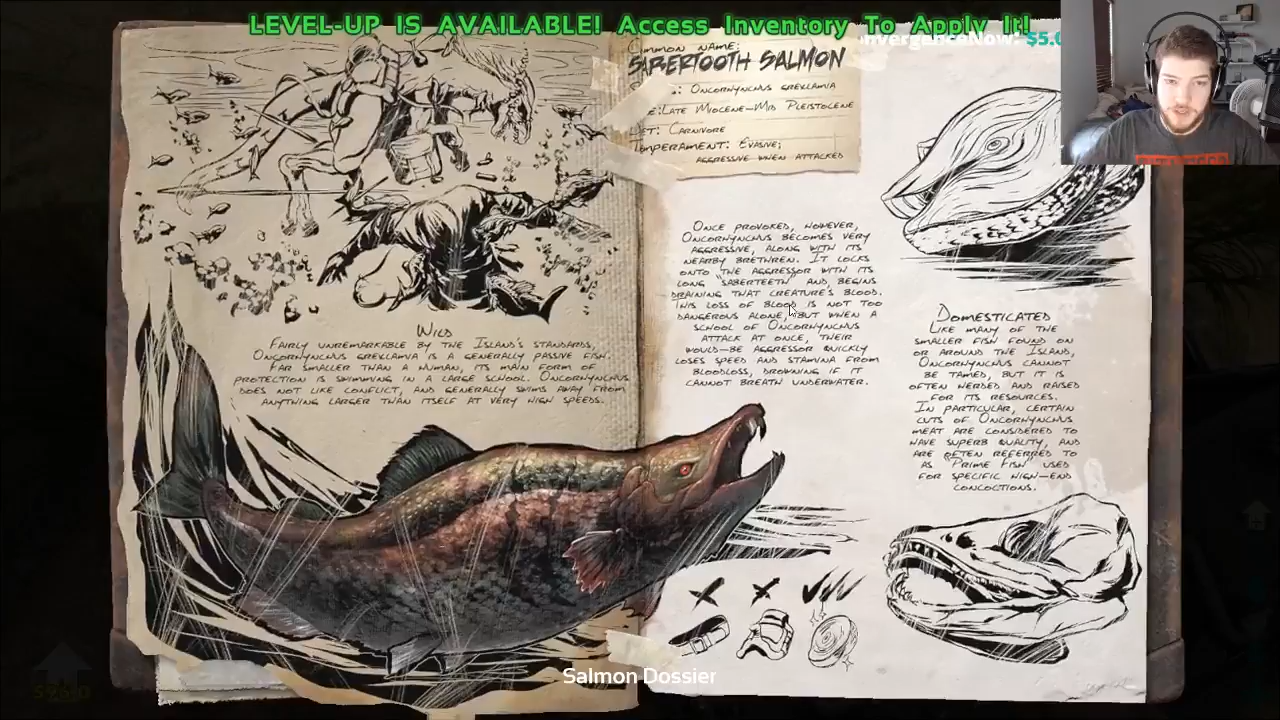 LEVEL-UP IS AVAILABLE! Access Inventory To Apply It!
nvergenceNow: $5.0
Common name:
Sabertooth Salmon
Oncorhynchus greklamia
Late Miocene-Mid Pleistocene
Carnivore
Evasive;
aggressive when attacked
Wild
Fairly unremarkable by the Island's standards,
Oncorhynchus greklamia is a generally passive fish.
Far smaller than a human, its main form of
protection is swimming in a large school. Oncorhynchus
does not like conflict, and generally swims away from
anything larger than itself at very high speeds.
Once provoked, however,
Oncorhynchus becomes very
aggressive, along with its
nearby brethren. It locks
onto the aggressor with its
long "saberteeth" and begins
draining that creature's blood.
This loss of blood is not too
dangerous alone, but when a
school of Oncorhynchus
attack at once, their
would-be aggressor quickly
loses speed and stamina from
bloodloss, drowning if it
cannot breath underwater.
Domesticated
Like many of the
smaller fish found on
or around the Island,
Oncorhynchus cannot
be tamed, but it is
often herded and raised
for its resources.
In particular, certain
cuts of Oncorhynchus
meat are considered to
have superb quality, and
are often referred to
as "Prime Fish" used
for specific high-end
concoctions.
Salmon Dossier